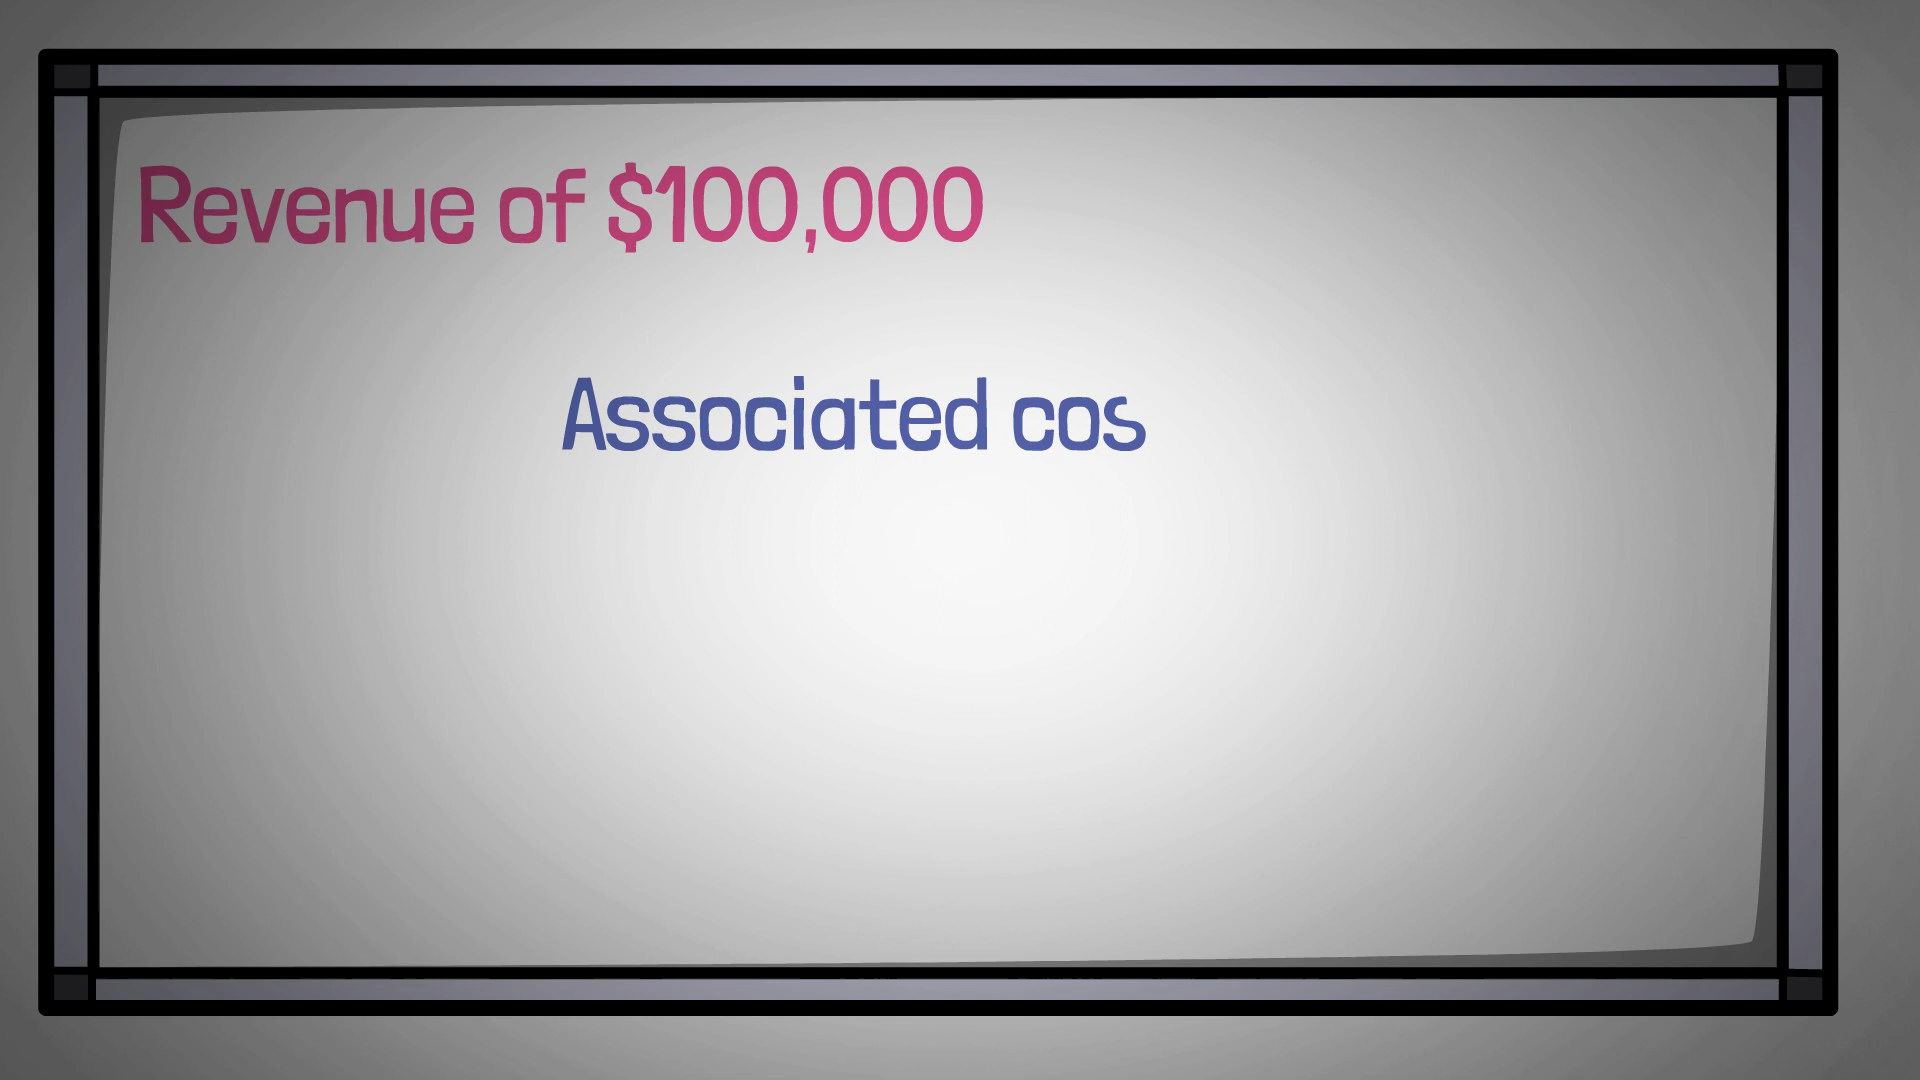 Revenue of $100,000
Associated cos